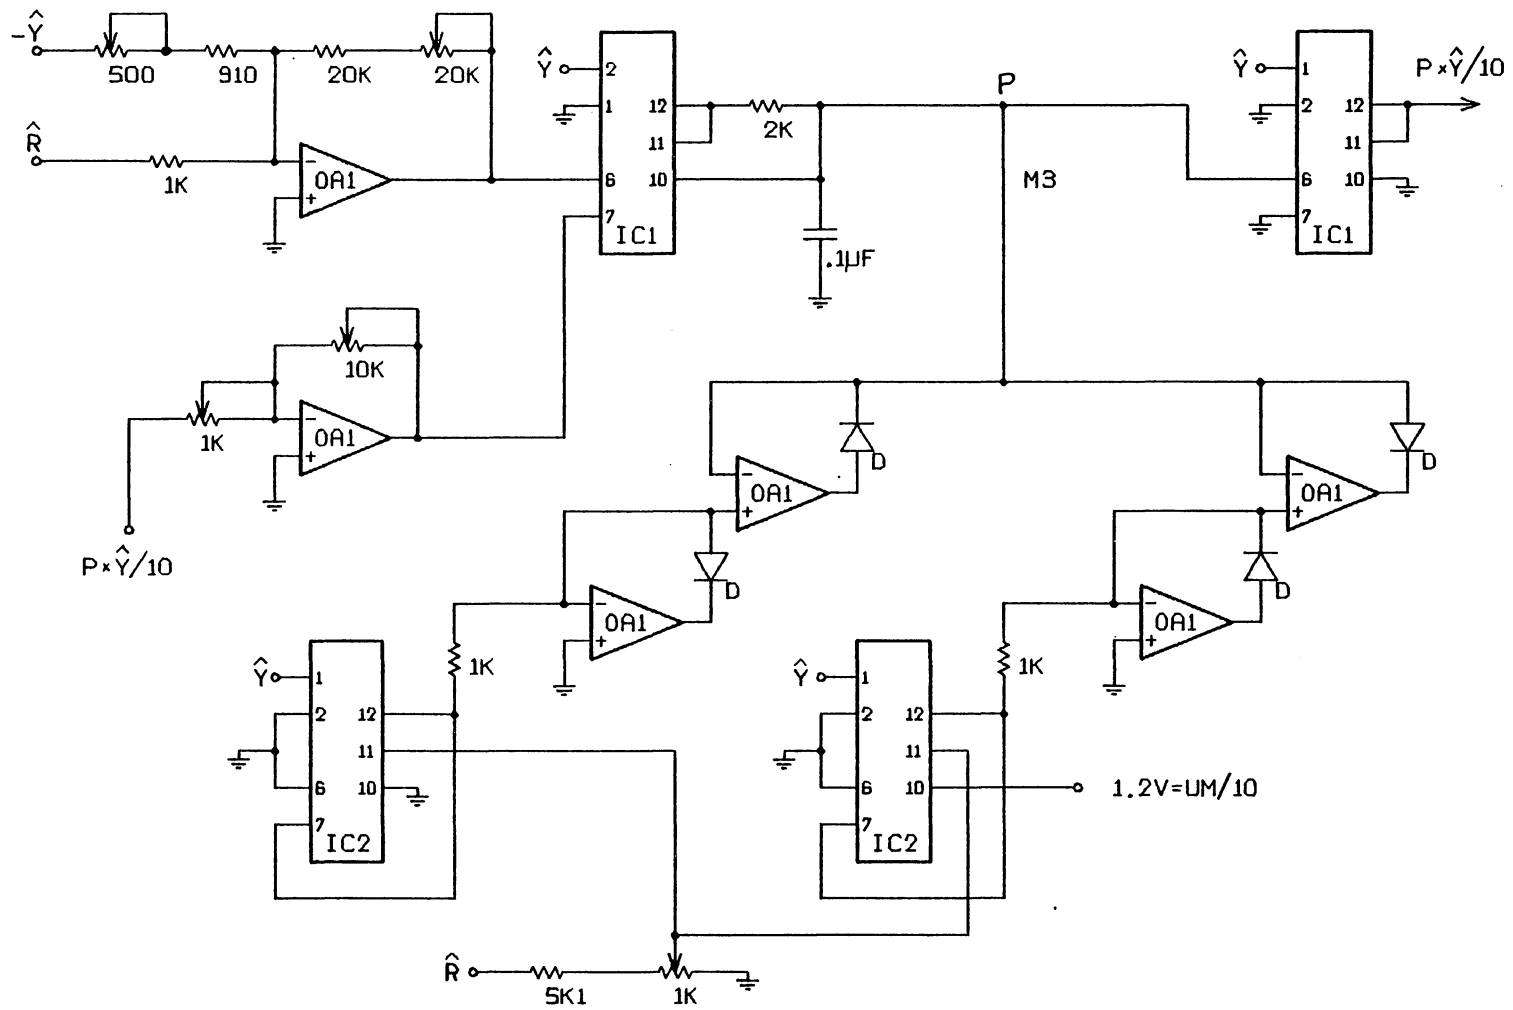 -Ŷ
500
910
20K
20K
R̂
1K
OA1
-
+
Ŷ
2
1
6
7
12
11
10
IC1
2K
.1µF
P
M3
Ŷ
1
2
6
7
12
11
10
IC1
P×Ŷ/10
10K
1K
OA1
-
+
P×Ŷ/10
OA1
-
+
D
OA1
-
+
D
OA1
-
+
D
OA1
-
+
D
Ŷ
1
2
6
7
12
11
10
IC2
1K
Ŷ
1
2
6
7
12
11
10
IC2
1K
1.2V=UM/10
R̂
5K1
1K